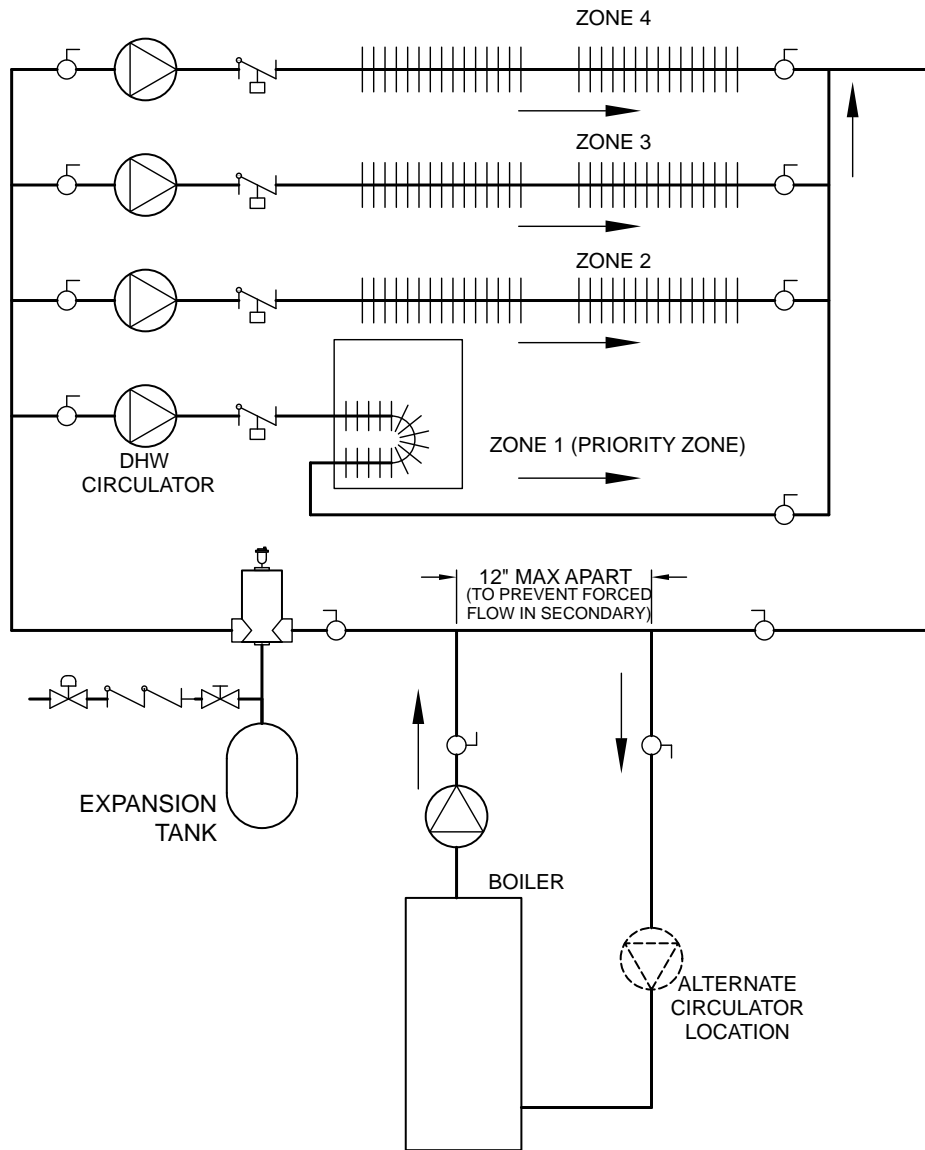 ZONE 4
ZONE 3
ZONE 2
ZONE 1 (PRIORITY ZONE)
DHW
CIRCULATOR
12" MAX APART
(TO PREVENT FORCED
FLOW IN SECONDARY)
EXPANSION
TANK
BOILER
ALTERNATE
CIRCULATOR
LOCATION